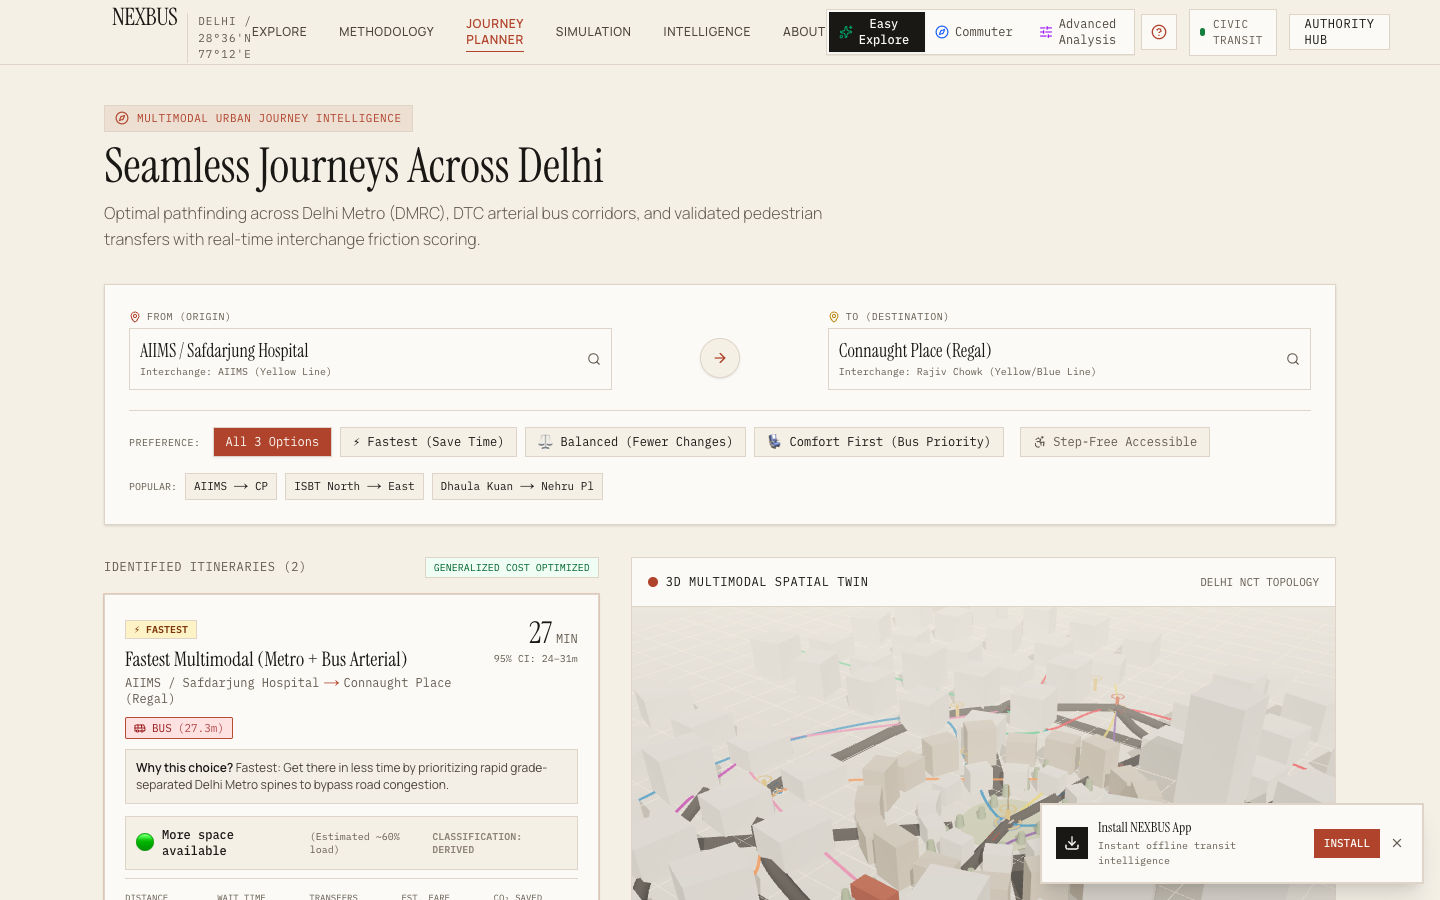 NEXBUS
DELHI /
28°36'N
77°12'E
EXPLORE
METHODOLOGY
JOURNEY
PLANNER
SIMULATION
INTELLIGENCE
ABOUT
Easy
Explore
Commuter
Advanced
Analysis
CIVIC
TRANSIT
AUTHORITY
HUB
MULTIMODAL URBAN JOURNEY INTELLIGENCE
Seamless Journeys Across Delhi
Optimal pathfinding across Delhi Metro (DMRC), DTC arterial bus corridors, and validated pedestrian
transfers with real-time interchange friction scoring.
FROM (ORIGIN)
AIIMS / Safdarjung Hospital
Interchange: AIIMS (Yellow Line)
TO (DESTINATION)
Connaught Place (Regal)
Interchange: Rajiv Chowk (Yellow/Blue Line)
PREFERENCE:
All 3 Options
⚡ Fastest (Save Time)
Balanced (Fewer Changes)
Comfort First (Bus Priority)
Step-Free Accessible
POPULAR:
AIIMS → CP
ISBT North → East
Dhaula Kuan → Nehru Pl
IDENTIFIED ITINERARIES (2)
GENERALIZED COST OPTIMIZED
⚡ FASTEST
27 MIN
95% CI: 24–31m
Fastest Multimodal (Metro + Bus Arterial)
AIIMS / Safdarjung Hospital → Connaught Place
(Regal)
BUS (27.3m)
Why this choice? Fastest: Get there in less time by prioritizing rapid grade-
separated Delhi Metro spines to bypass road congestion.
More space
available
(Estimated ~60%
load)
CLASSIFICATION:
DERIVED
DISTANCE
WAIT TIME
TRANSFERS
EST. FARE
CO₂ SAVED
3D MULTIMODAL SPATIAL TWIN
DELHI NCT TOPOLOGY
Install NEXBUS App
Instant offline transit
intelligence
INSTALL